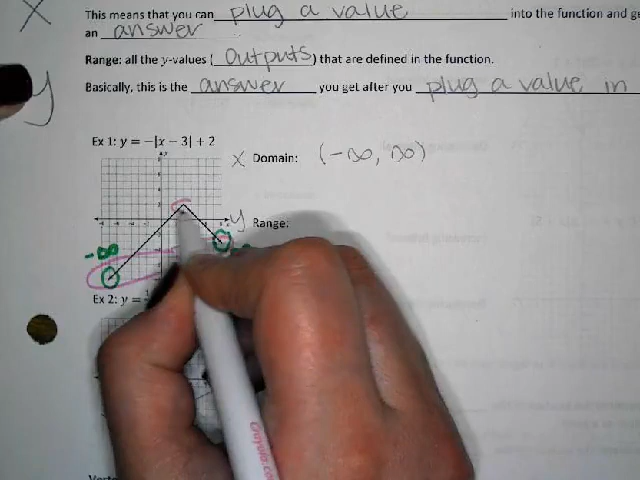 X
This means that you can plug a value into the function and ge
an answer
Range: all the y-values ( outputs ) that are defined in the function.
y
Basically, this is the answer you get after you plug a value in
Ex 1: y = −|x − 3| + 2
X Domain: (-∞, ∞)
y Range:
-∞
Ex 2: y =
Crayola